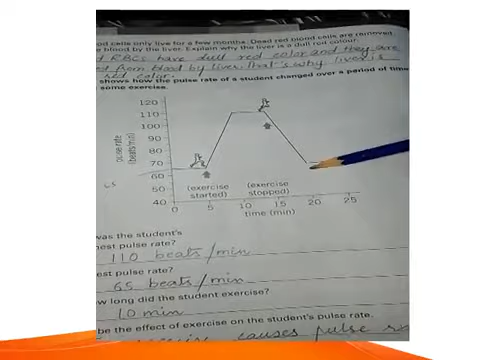 od cells only live for a few months. Dead red blood cells are removed
e blood by the liver. Explain why the liver is a dull red colour.
d RBCs have dull red color and they are
ed from blood by liver that's why liver is
red color.
shows how the pulse rate of a student changed over a period of time
some exercise.
120
110
100
90
80
70
60
50
40
pulse rate
(beats/min)
65
(exercise
started)
(exercise
stopped)
0 5 10 15 20 25
time (min)
was the student's
hest pulse rate?
110 beats/min
est pulse rate?
65 beats/min
ow long did the student exercise?
10 min
be the effect of exercise on the student's pulse rate.
causes pulse